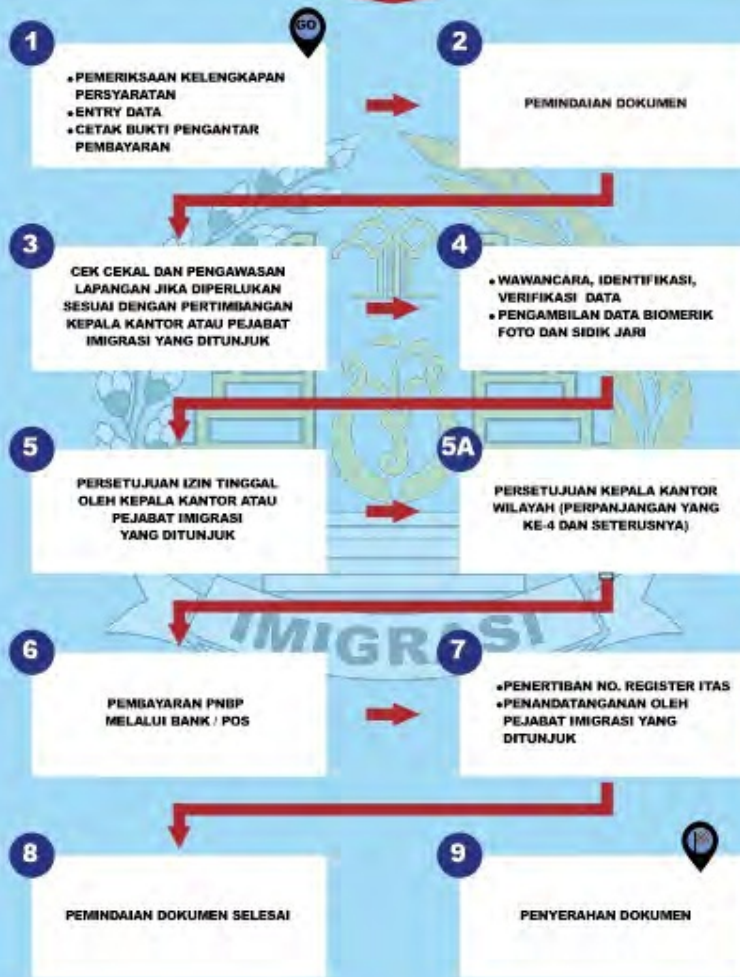 1
GO
• PEMERIKSAAN KELENGKAPAN
PERSYARATAN
• ENTRY DATA
• CETAK BUKTI PENGANTAR
PEMBAYARAN
2
PEMINDAIAN DOKUMEN
3
CEK CEKAL DAN PENGAWASAN
LAPANGAN JIKA DIPERLUKAN
SESUAI DENGAN PERTIMBANGAN
KEPALA KANTOR ATAU PEJABAT
IMIGRASI YANG DITUNJUK
4
• WAWANCARA, IDENTIFIKASI,
VERIFIKASI DATA
• PENGAMBILAN DATA BIOMERIK
FOTO DAN SIDIK JARI
5
PERSETUJUAN IZIN TINGGAL
OLEH KEPALA KANTOR ATAU
PEJABAT IMIGRASI
YANG DITUNJUK
5A
PERSETUJUAN KEPALA KANTOR
WILAYAH (PERPANJANGAN YANG
KE-4 DAN SETERUSNYA)
IMIGRASI
6
PEMBAYARAN PNBP
MELALUI BANK / POS
7
• PENERTIBAN NO. REGISTER ITAS
• PENANDATANGANAN OLEH
PEJABAT IMIGRASI YANG
DITUNJUK
8
PEMINDAIAN DOKUMEN SELESAI
9
PENYERAHAN DOKUMEN